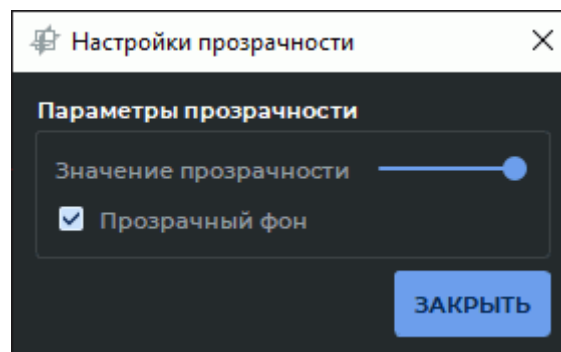 Настройки прозрачности
Параметры прозрачности
Значение прозрачности
Прозрачный фон
ЗАКРЫТЬ